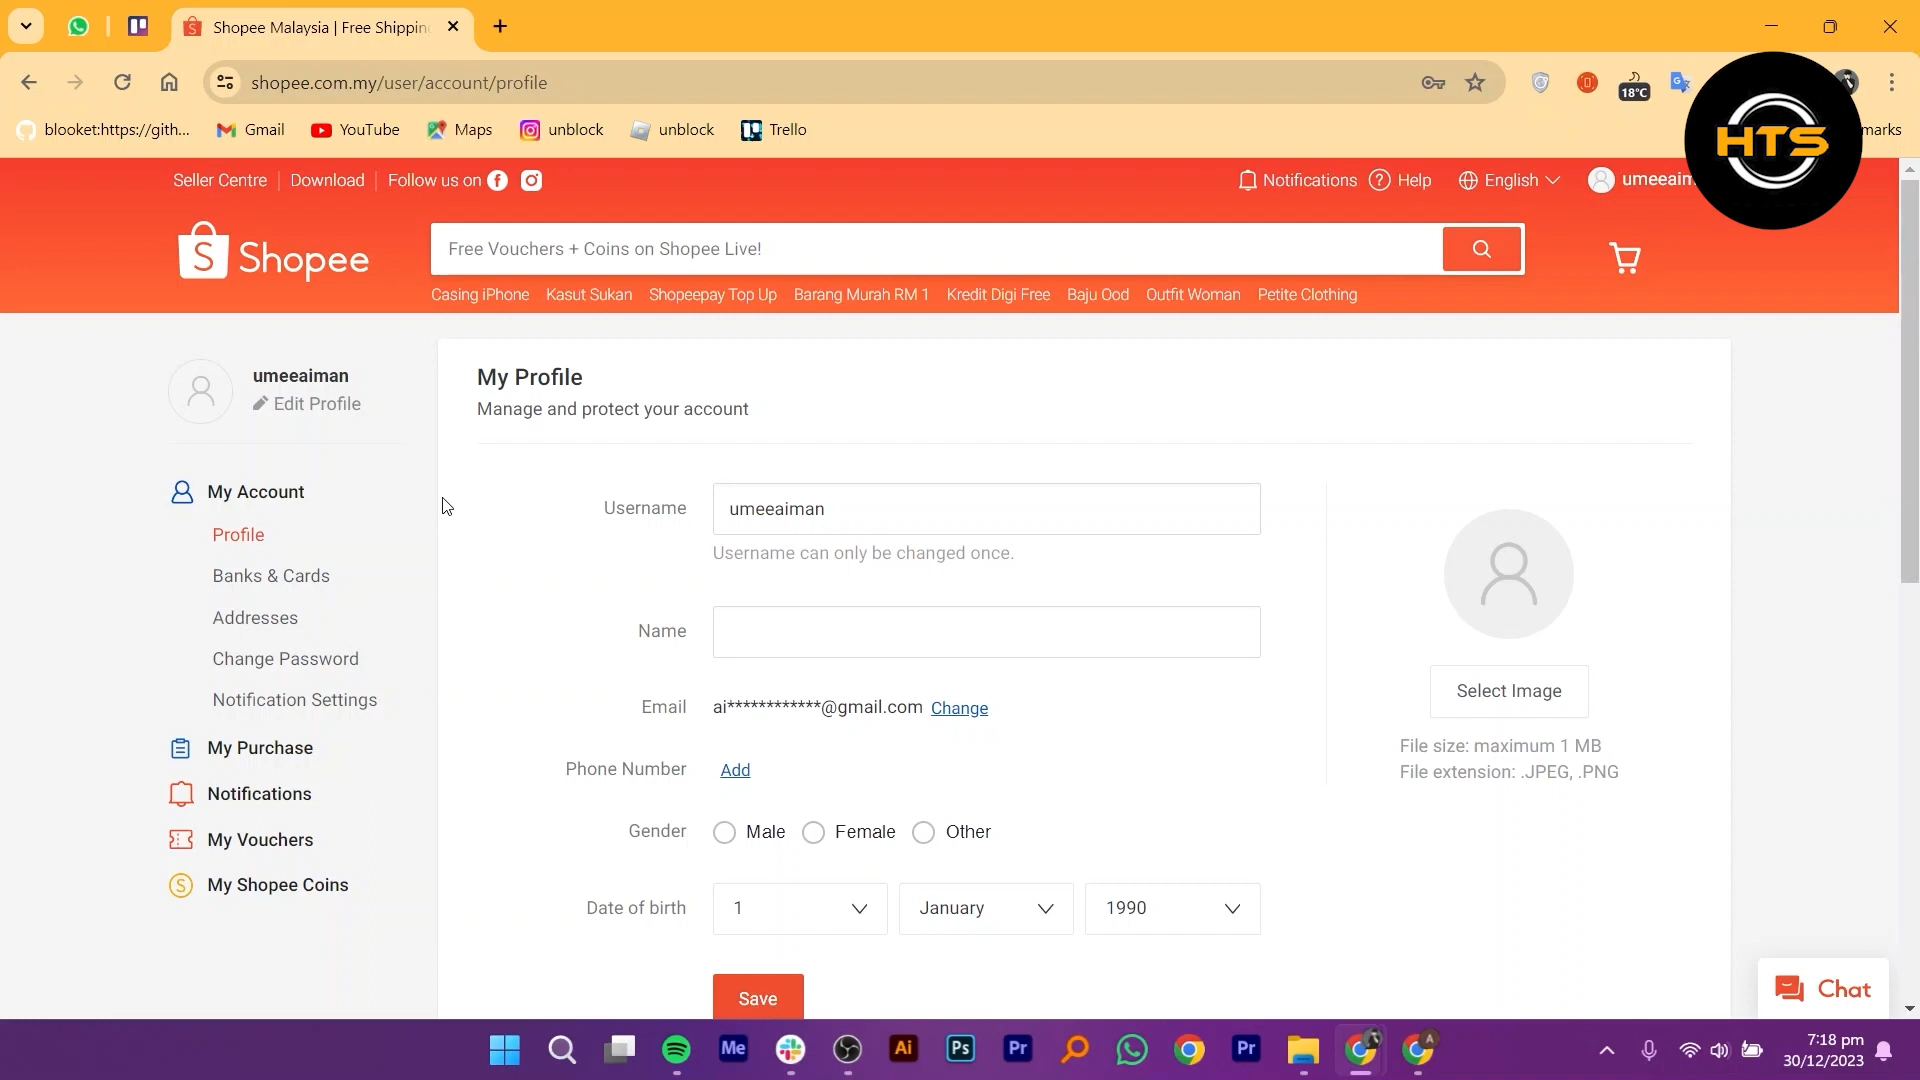 Shopee Malaysia | Free Shippin
shopee.com.my/user/account/profile
18°C
blooket:https://gith...
Gmail
YouTube
Maps
unblock
unblock
Trello
marks
HTS
Seller Centre
Download
Follow us on
Notifications
Help
English
umeeaim
Shopee
Free Vouchers + Coins on Shopee Live!
Casing iPhone
Kasut Sukan
Shopeepay Top Up
Barang Murah RM 1
Kredit Digi Free
Baju Ood
Outfit Woman
Petite Clothing
umeeaiman
Edit Profile
My Account
Profile
Banks & Cards
Addresses
Change Password
Notification Settings
My Purchase
Notifications
My Vouchers
My Shopee Coins
My Profile
Manage and protect your account
Username
umeeaiman
Username can only be changed once.
Name
Email
ai************@gmail.com Change
Phone Number
Add
Gender
Male
Female
Other
Date of birth
1
January
1990
Save
Select Image
File size: maximum 1 MB
File extension: .JPEG, .PNG
Chat
Me
Ai
Ps
Pr
Pr
A
7:18 pm
30/12/2023